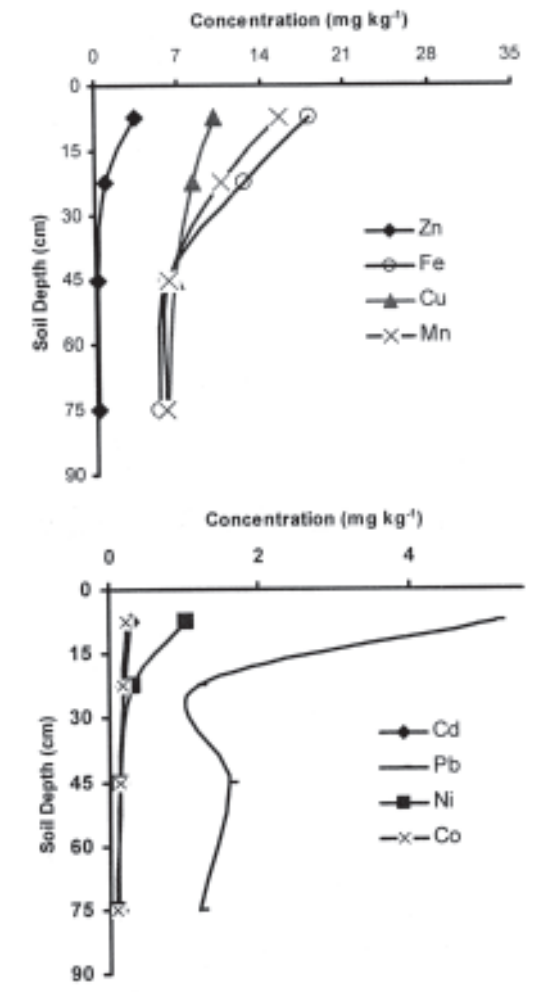 Concentration (mg kg⁻¹)
0 7 14 21 28 35
0
15
30
45
60
75
90
Soil Depth (cm)
Zn
Fe
Cu
Mn
Concentration (mg kg⁻¹)
0 2 4
0
15
30
45
60
75
90
Soil Depth (cm)
Cd
Pb
Ni
Co